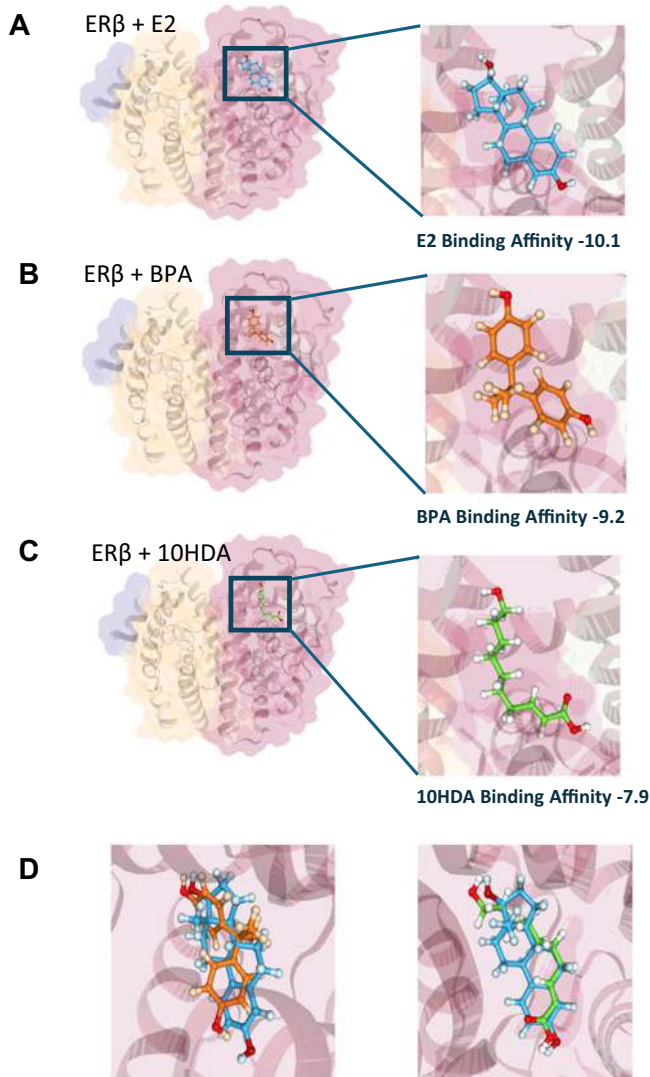 A
ERβ + E2
E2 Binding Affinity -10.1
B
ERβ + BPA
BPA Binding Affinity -9.2
C
ERβ + 10HDA
10HDA Binding Affinity -7.9
D